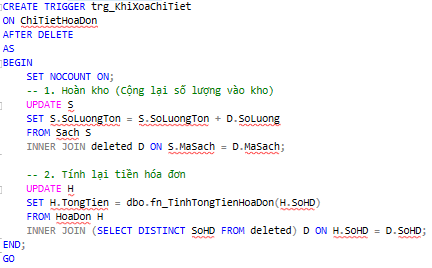 CREATE TRIGGER trg_KhiXoaChiTiet
ON ChiTietHoaDon
AFTER DELETE
AS
BEGIN
    SET NOCOUNT ON;
    -- 1. Hoàn kho (Cộng lại số lượng vào kho)
    UPDATE S
    SET S.SoLuongTon = S.SoLuongTon + D.SoLuong
    FROM Sach S
    INNER JOIN deleted D ON S.MaSach = D.MaSach;
    -- 2. Tính lại tiền hóa đơn
    UPDATE H
    SET H.TongTien = dbo.fn_TinhTongTienHoaDon(H.SoHD)
    FROM HoaDon H
    INNER JOIN (SELECT DISTINCT SoHD FROM deleted) D ON H.SoHD = D.SoHD;
END;
GO